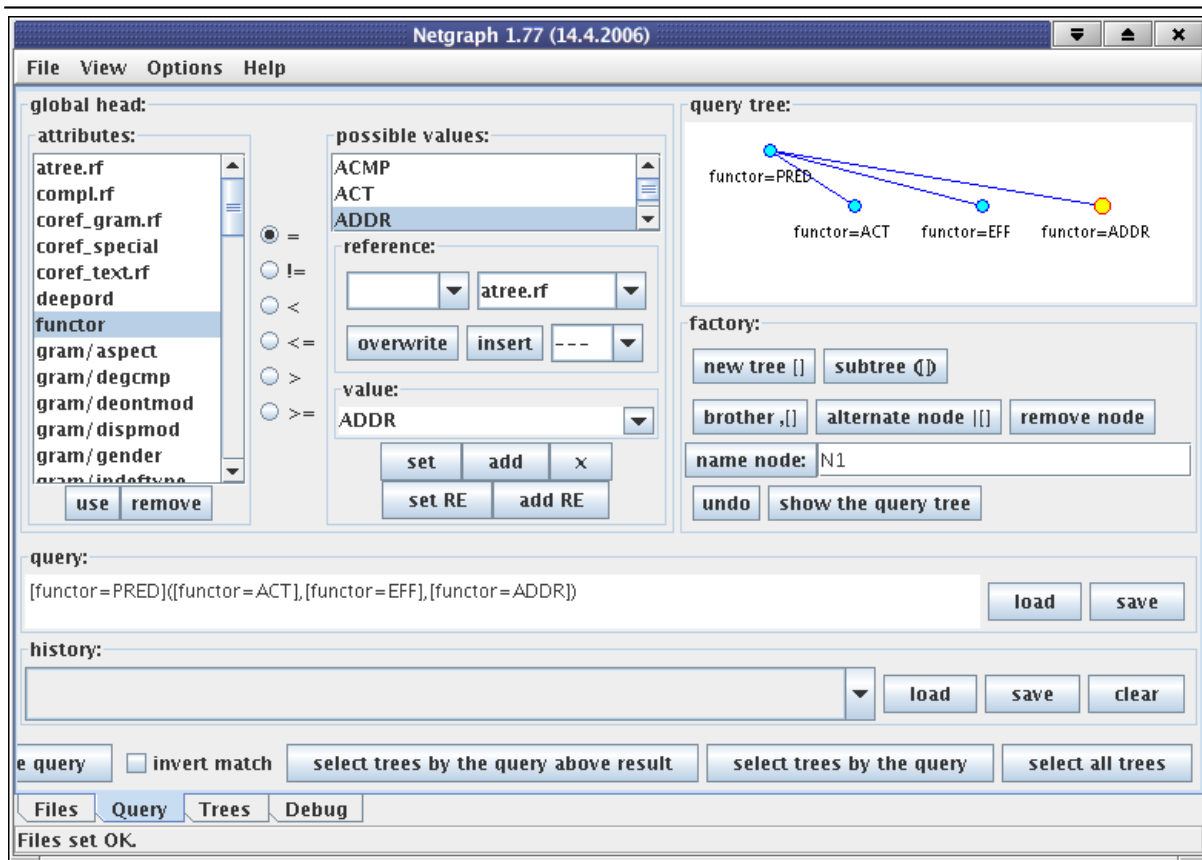 Netgraph 1.77 (14.4.2006)
File View Options Help
global head:
attributes:
atree.rf
compl.rf
coref_gram.rf
coref_special
coref_text.rf
deepord
functor
gram/aspect
gram/degcmp
gram/deontmod
gram/dispmod
gram/gender
gram/indeftype
use remove
=
!=
<
<=
>
>=
possible values:
ACMP
ACT
ADDR
reference:
atree.rf
overwrite insert ---
value:
ADDR
set add x
set RE add RE
query tree:
functor=PRED
functor=ACT functor=EFF functor=ADDR
factory:
new tree [] subtree ([])
brother ,[] alternate node |[] remove node
name node: N1
undo show the query tree
query:
[functor=PRED]([functor=ACT],[functor=EFF],[functor=ADDR])
load save
history:
load save clear
e query invert match select trees by the query above result select trees by the query select all trees
Files Query Trees Debug
Files set OK.